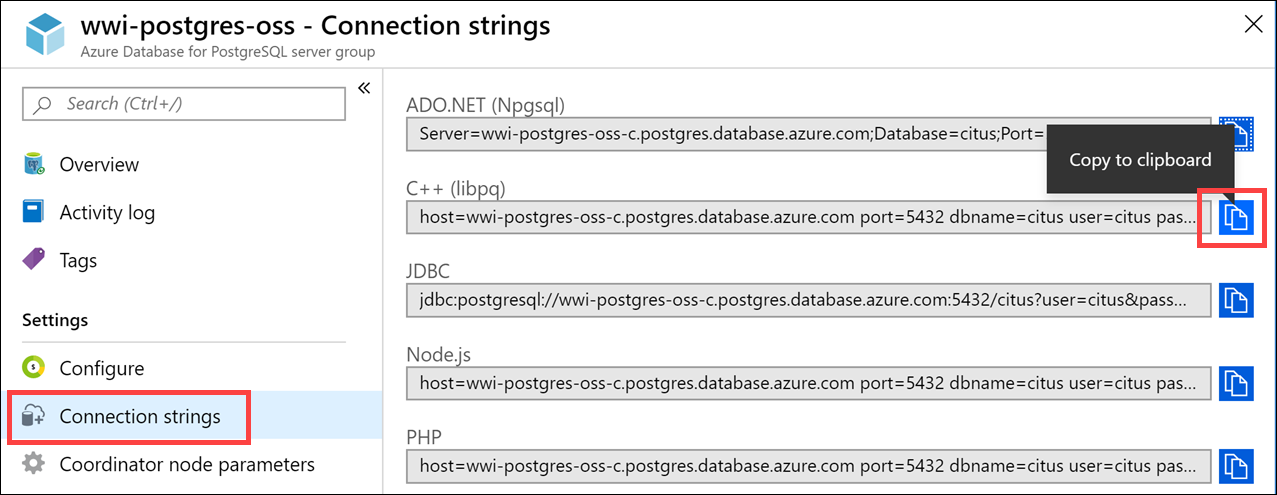 wwi-postgres-oss - Connection strings
Azure Database for PostgreSQL server group
Search (Ctrl+/)
Overview
Activity log
Tags
Settings
Configure
Connection strings
Coordinator node parameters
ADO.NET (Npgsql)
Server=wwi-postgres-oss-c.postgres.database.azure.com;Database=citus;Port=
Copy to clipboard
C++ (libpq)
host=wwi-postgres-oss-c.postgres.database.azure.com port=5432 dbname=citus user=citus pas...
JDBC
jdbc:postgresql://wwi-postgres-oss-c.postgres.database.azure.com:5432/citus?user=citus&pass...
Node.js
host=wwi-postgres-oss-c.postgres.database.azure.com port=5432 dbname=citus user=citus pas...
PHP
host=wwi-postgres-oss-c.postgres.database.azure.com port=5432 dbname=citus user=citus pas...